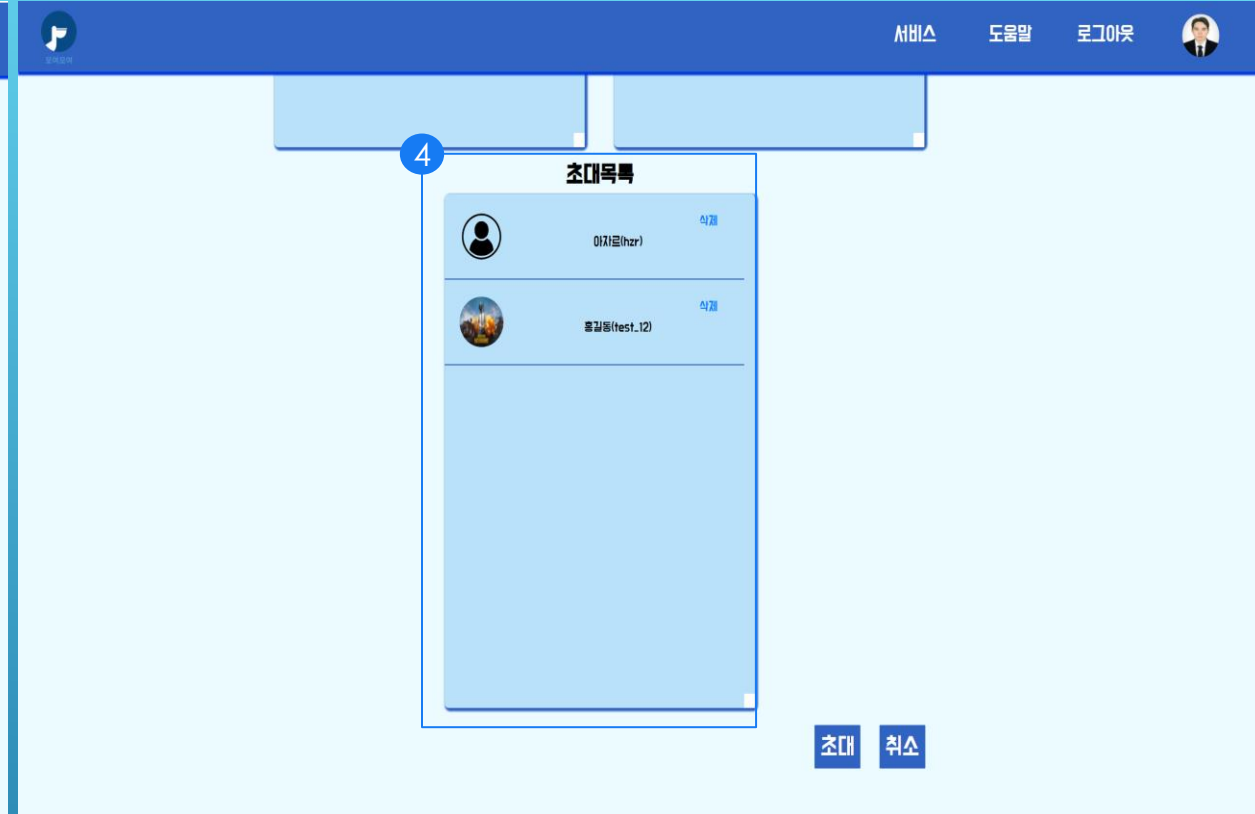 서비스 도움말 로그아웃
4
초대목록
삭제
아자르(hzr)
삭제
홍길동(test_12)
초대 취소